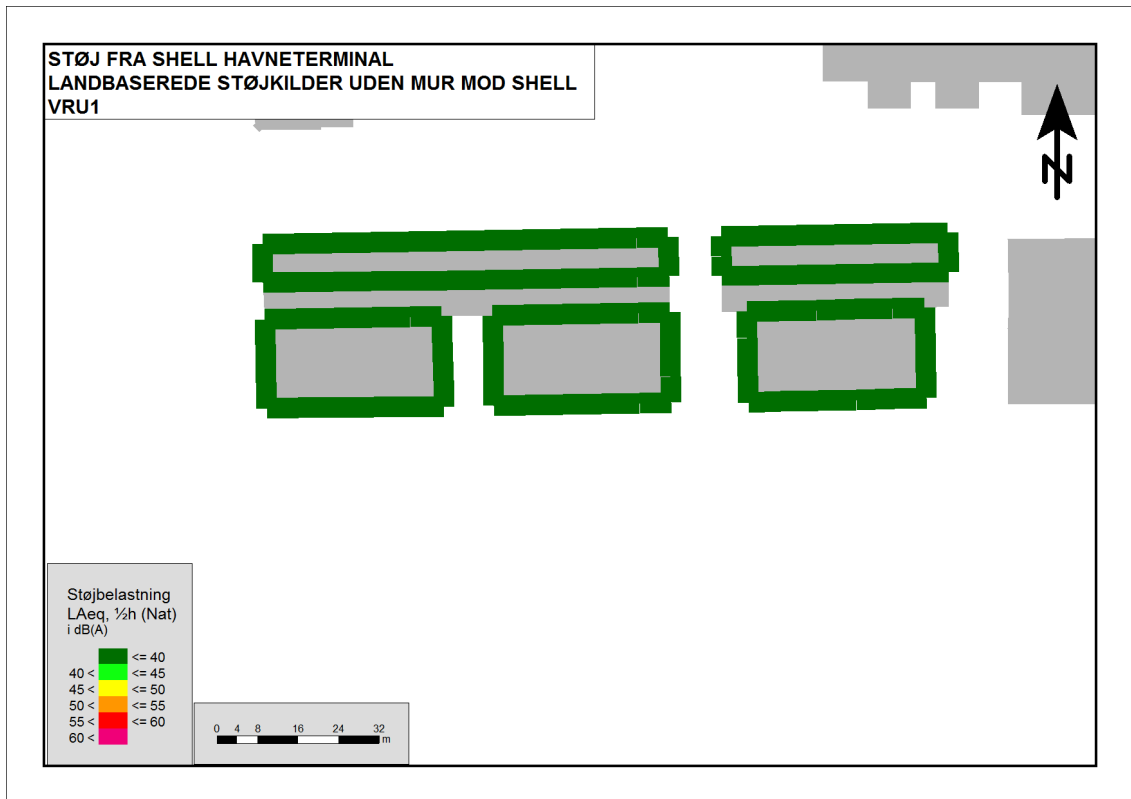 STØJ FRA SHELL HAVNETERMINAL
LANDBASEREDE STØJKILDER UDEN MUR MOD SHELL
VRU1
N
Støjbelastning
LAeq, ½h (Nat)
i dB(A)
<= 40
40 < <= 45
45 < <= 50
50 < <= 55
55 < <= 60
60 <
0 4 8 16 24 32
m